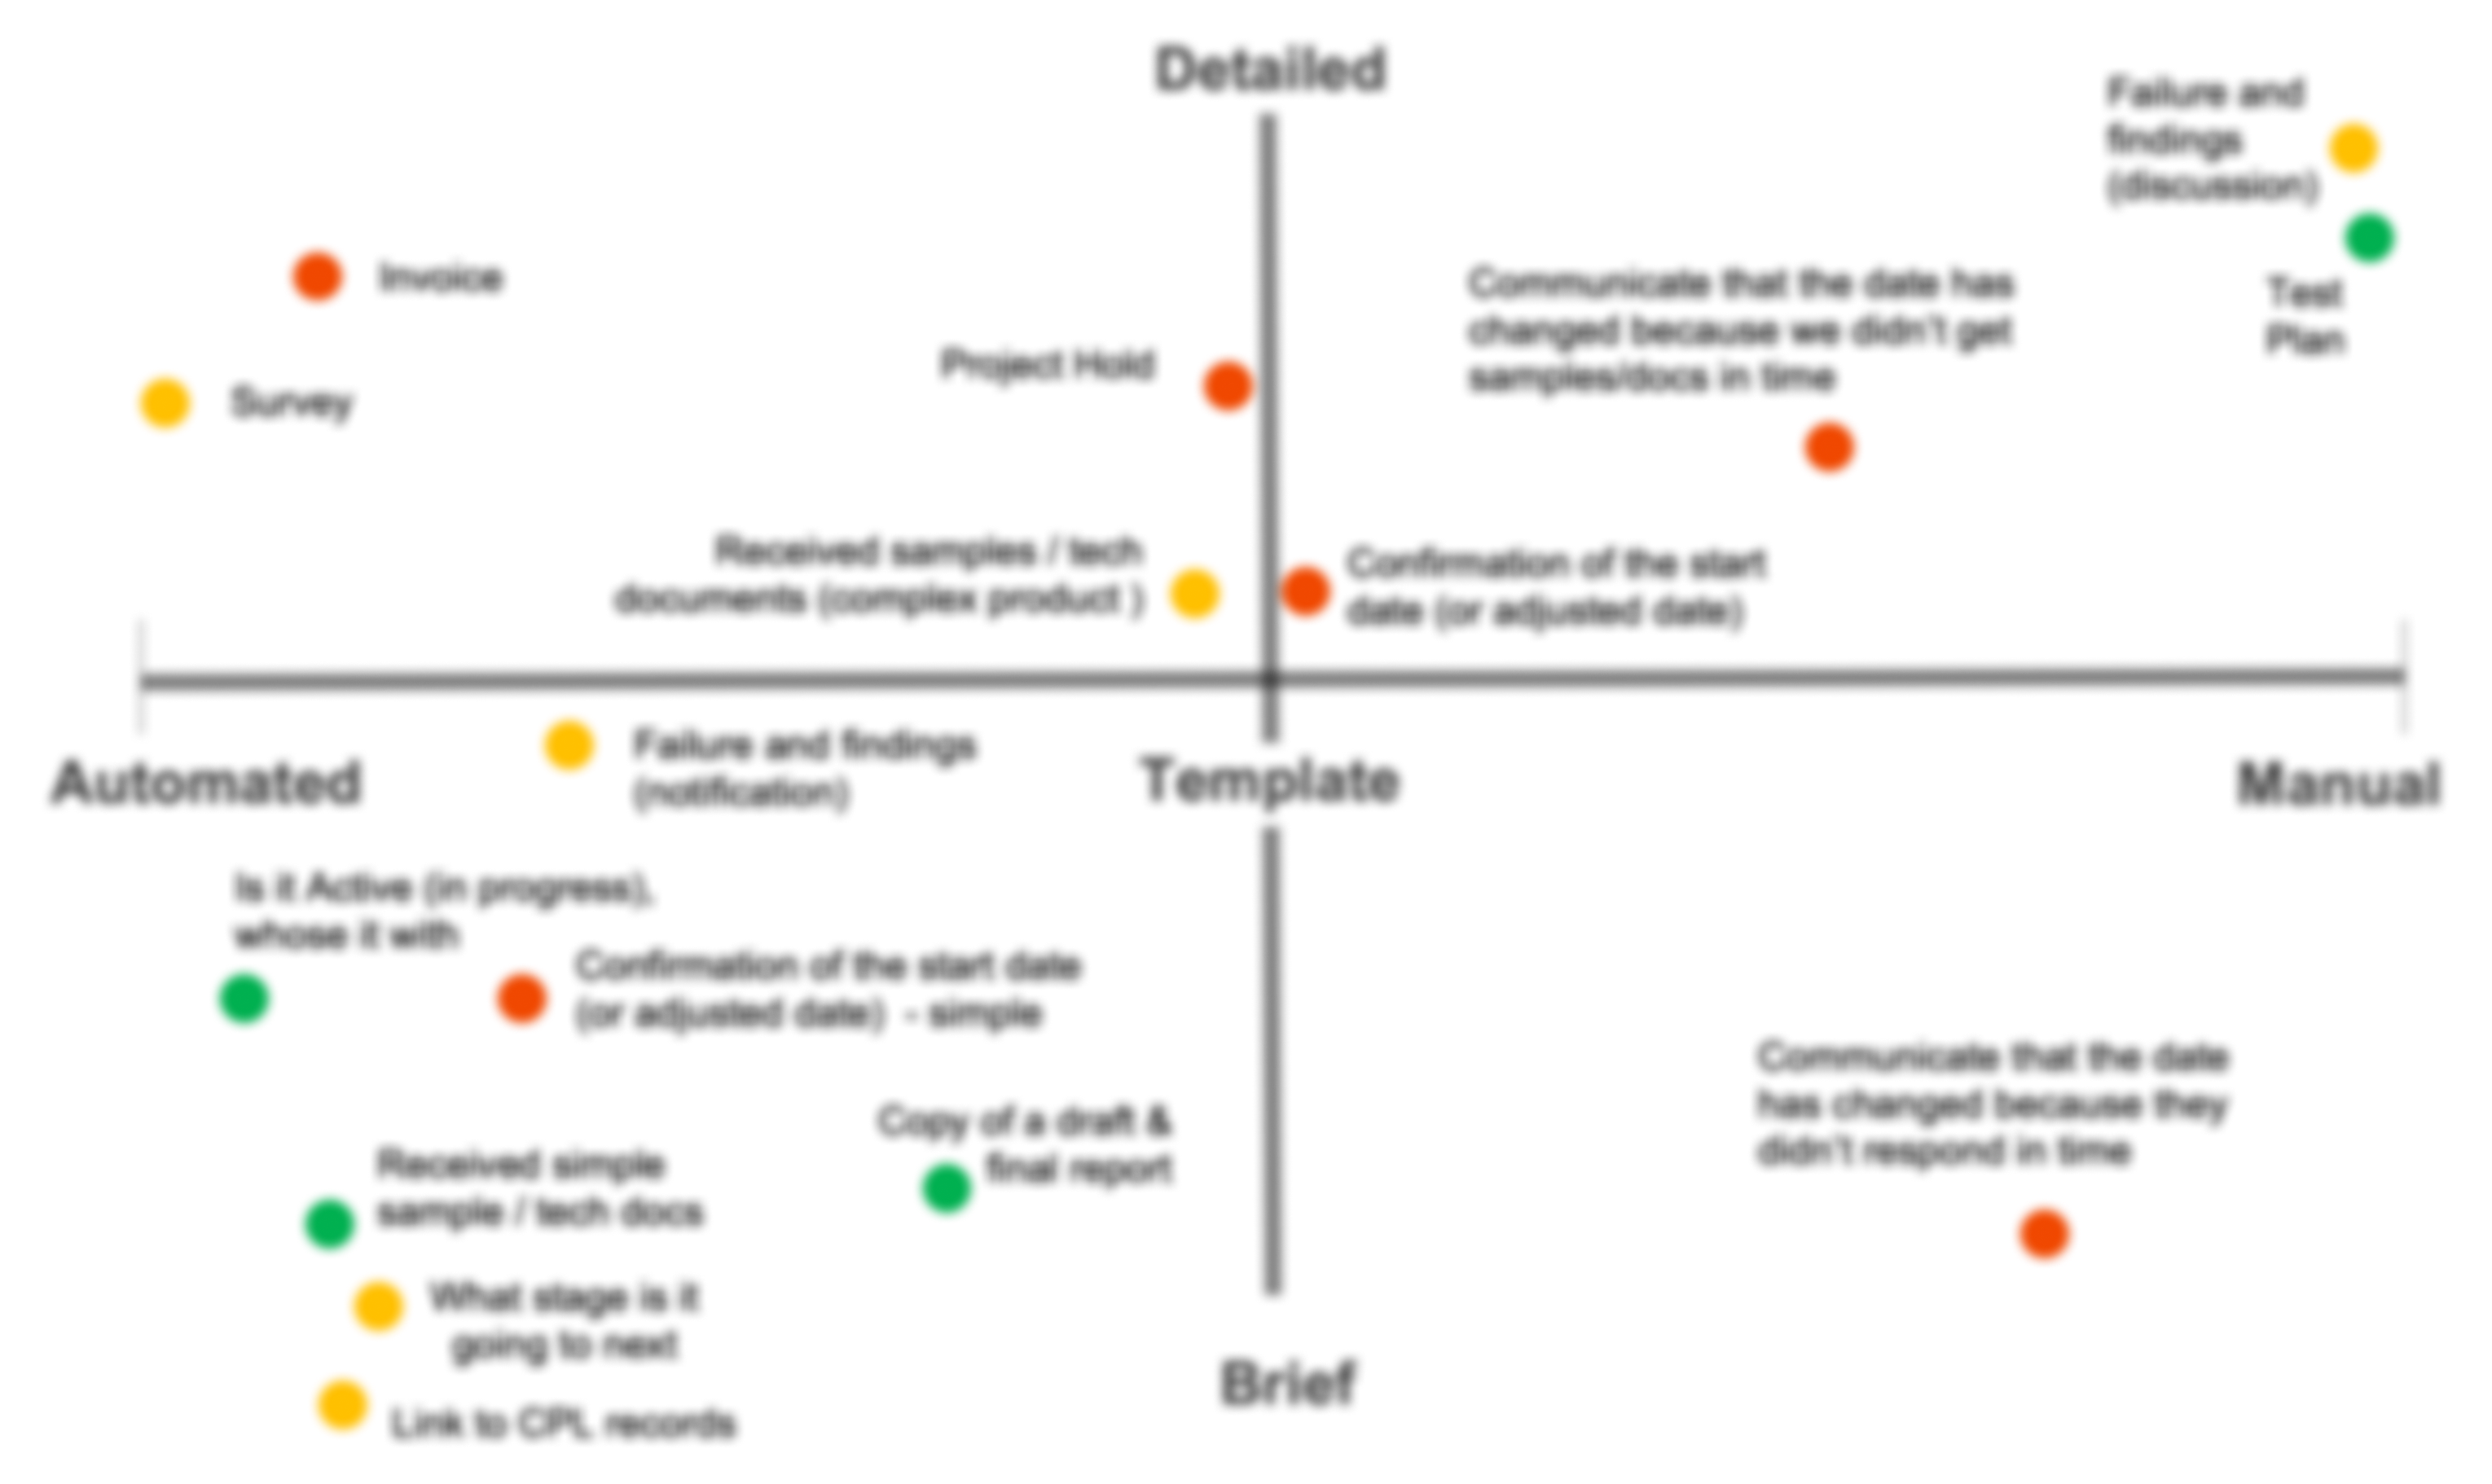 Detailed
Failure and
findings
(discussion)
Invoice
Communicate that the date has
changed because we didn't get
samples/docs in time
Test
Plan
Project Hold
Survey
Received samples / tech
documents (complex product )
Confirmation of the start
date (or adjusted date)
Failure and findings
(notification)
Automated
Template
Manual
Is it Active (in progress),
whose it with
Confirmation of the start date
(or adjusted date) - simple
Communicate that the date
has changed because they
didn't respond in time
Copy of a draft &
final report
Received simple
sample / tech docs
What stage is it
going to next
Brief
Link to CPL records